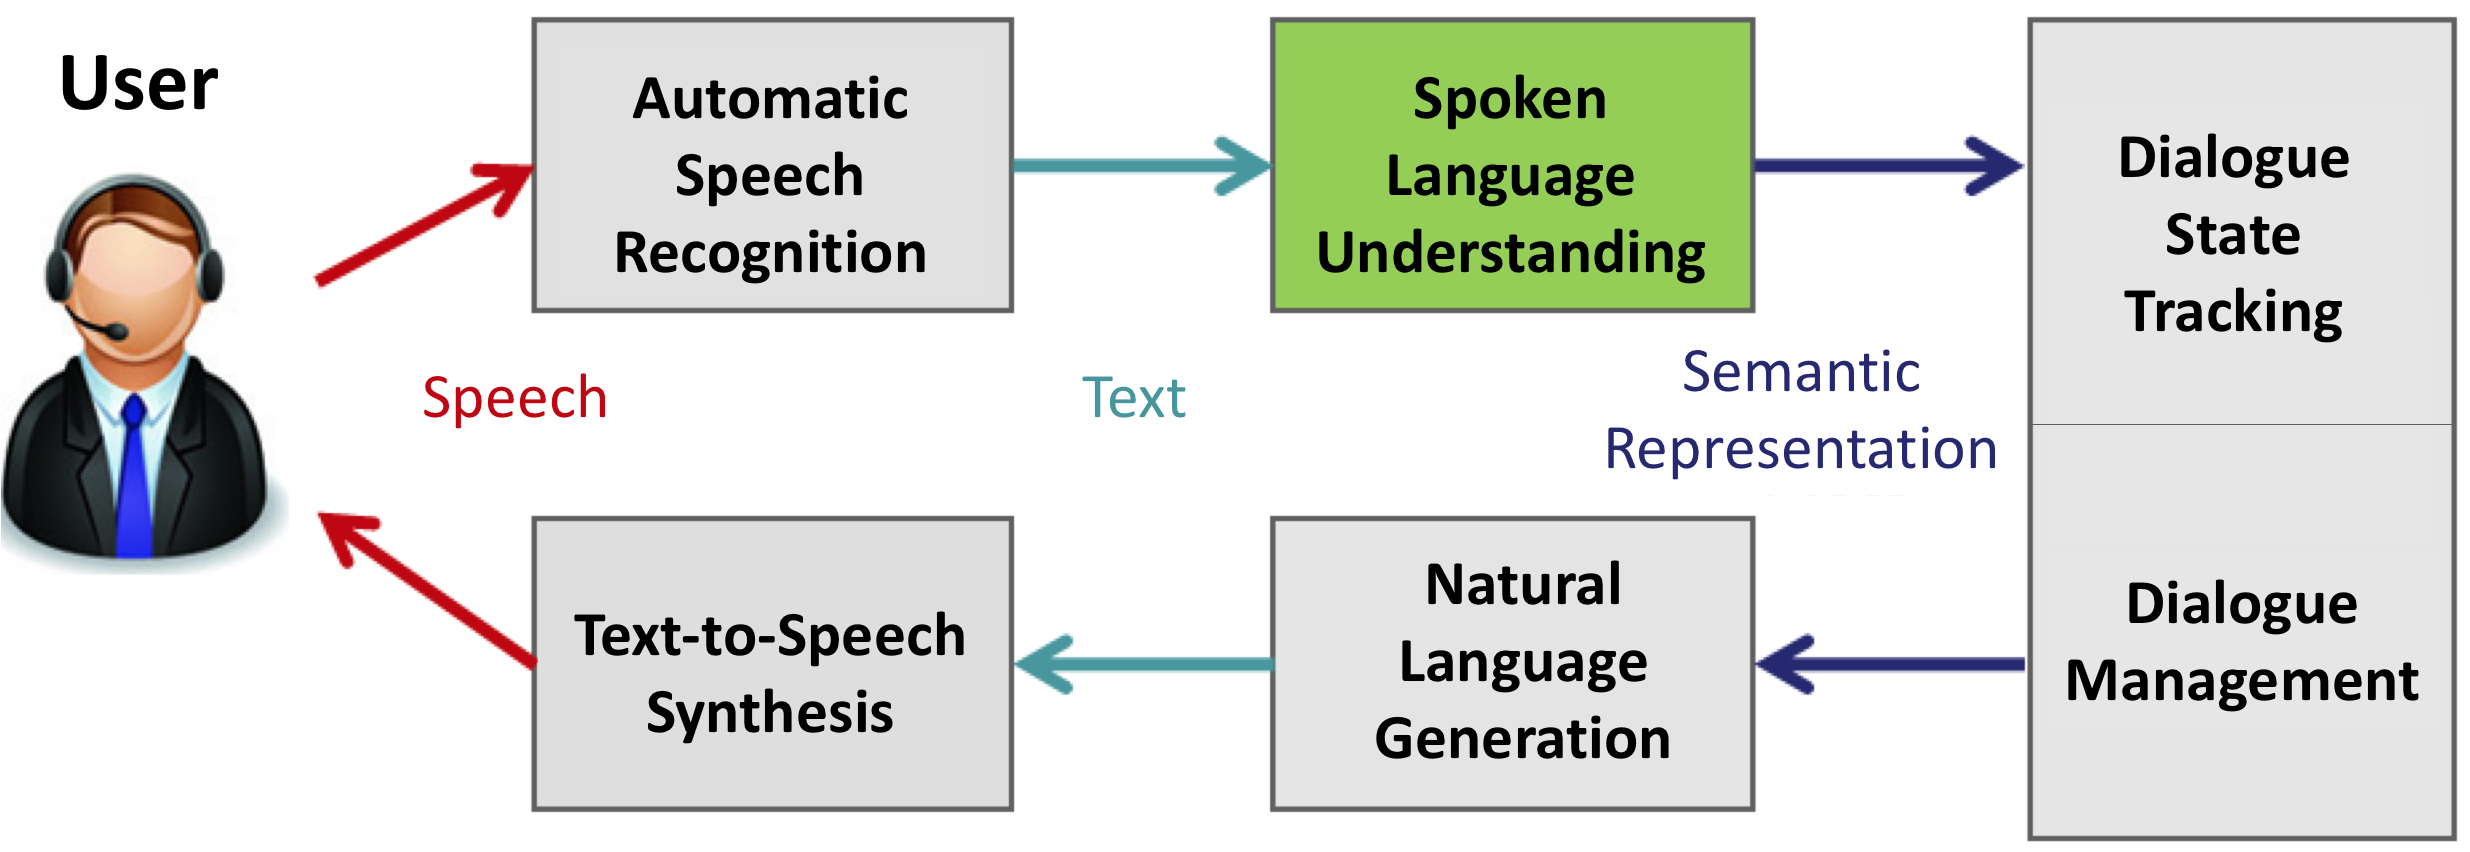 User
Automatic
Speech
Recognition
Spoken
Language
Understanding
Dialogue
State
Tracking
Speech
Text
Semantic
Representation
Text-to-Speech
Synthesis
Natural
Language
Generation
Dialogue
Management